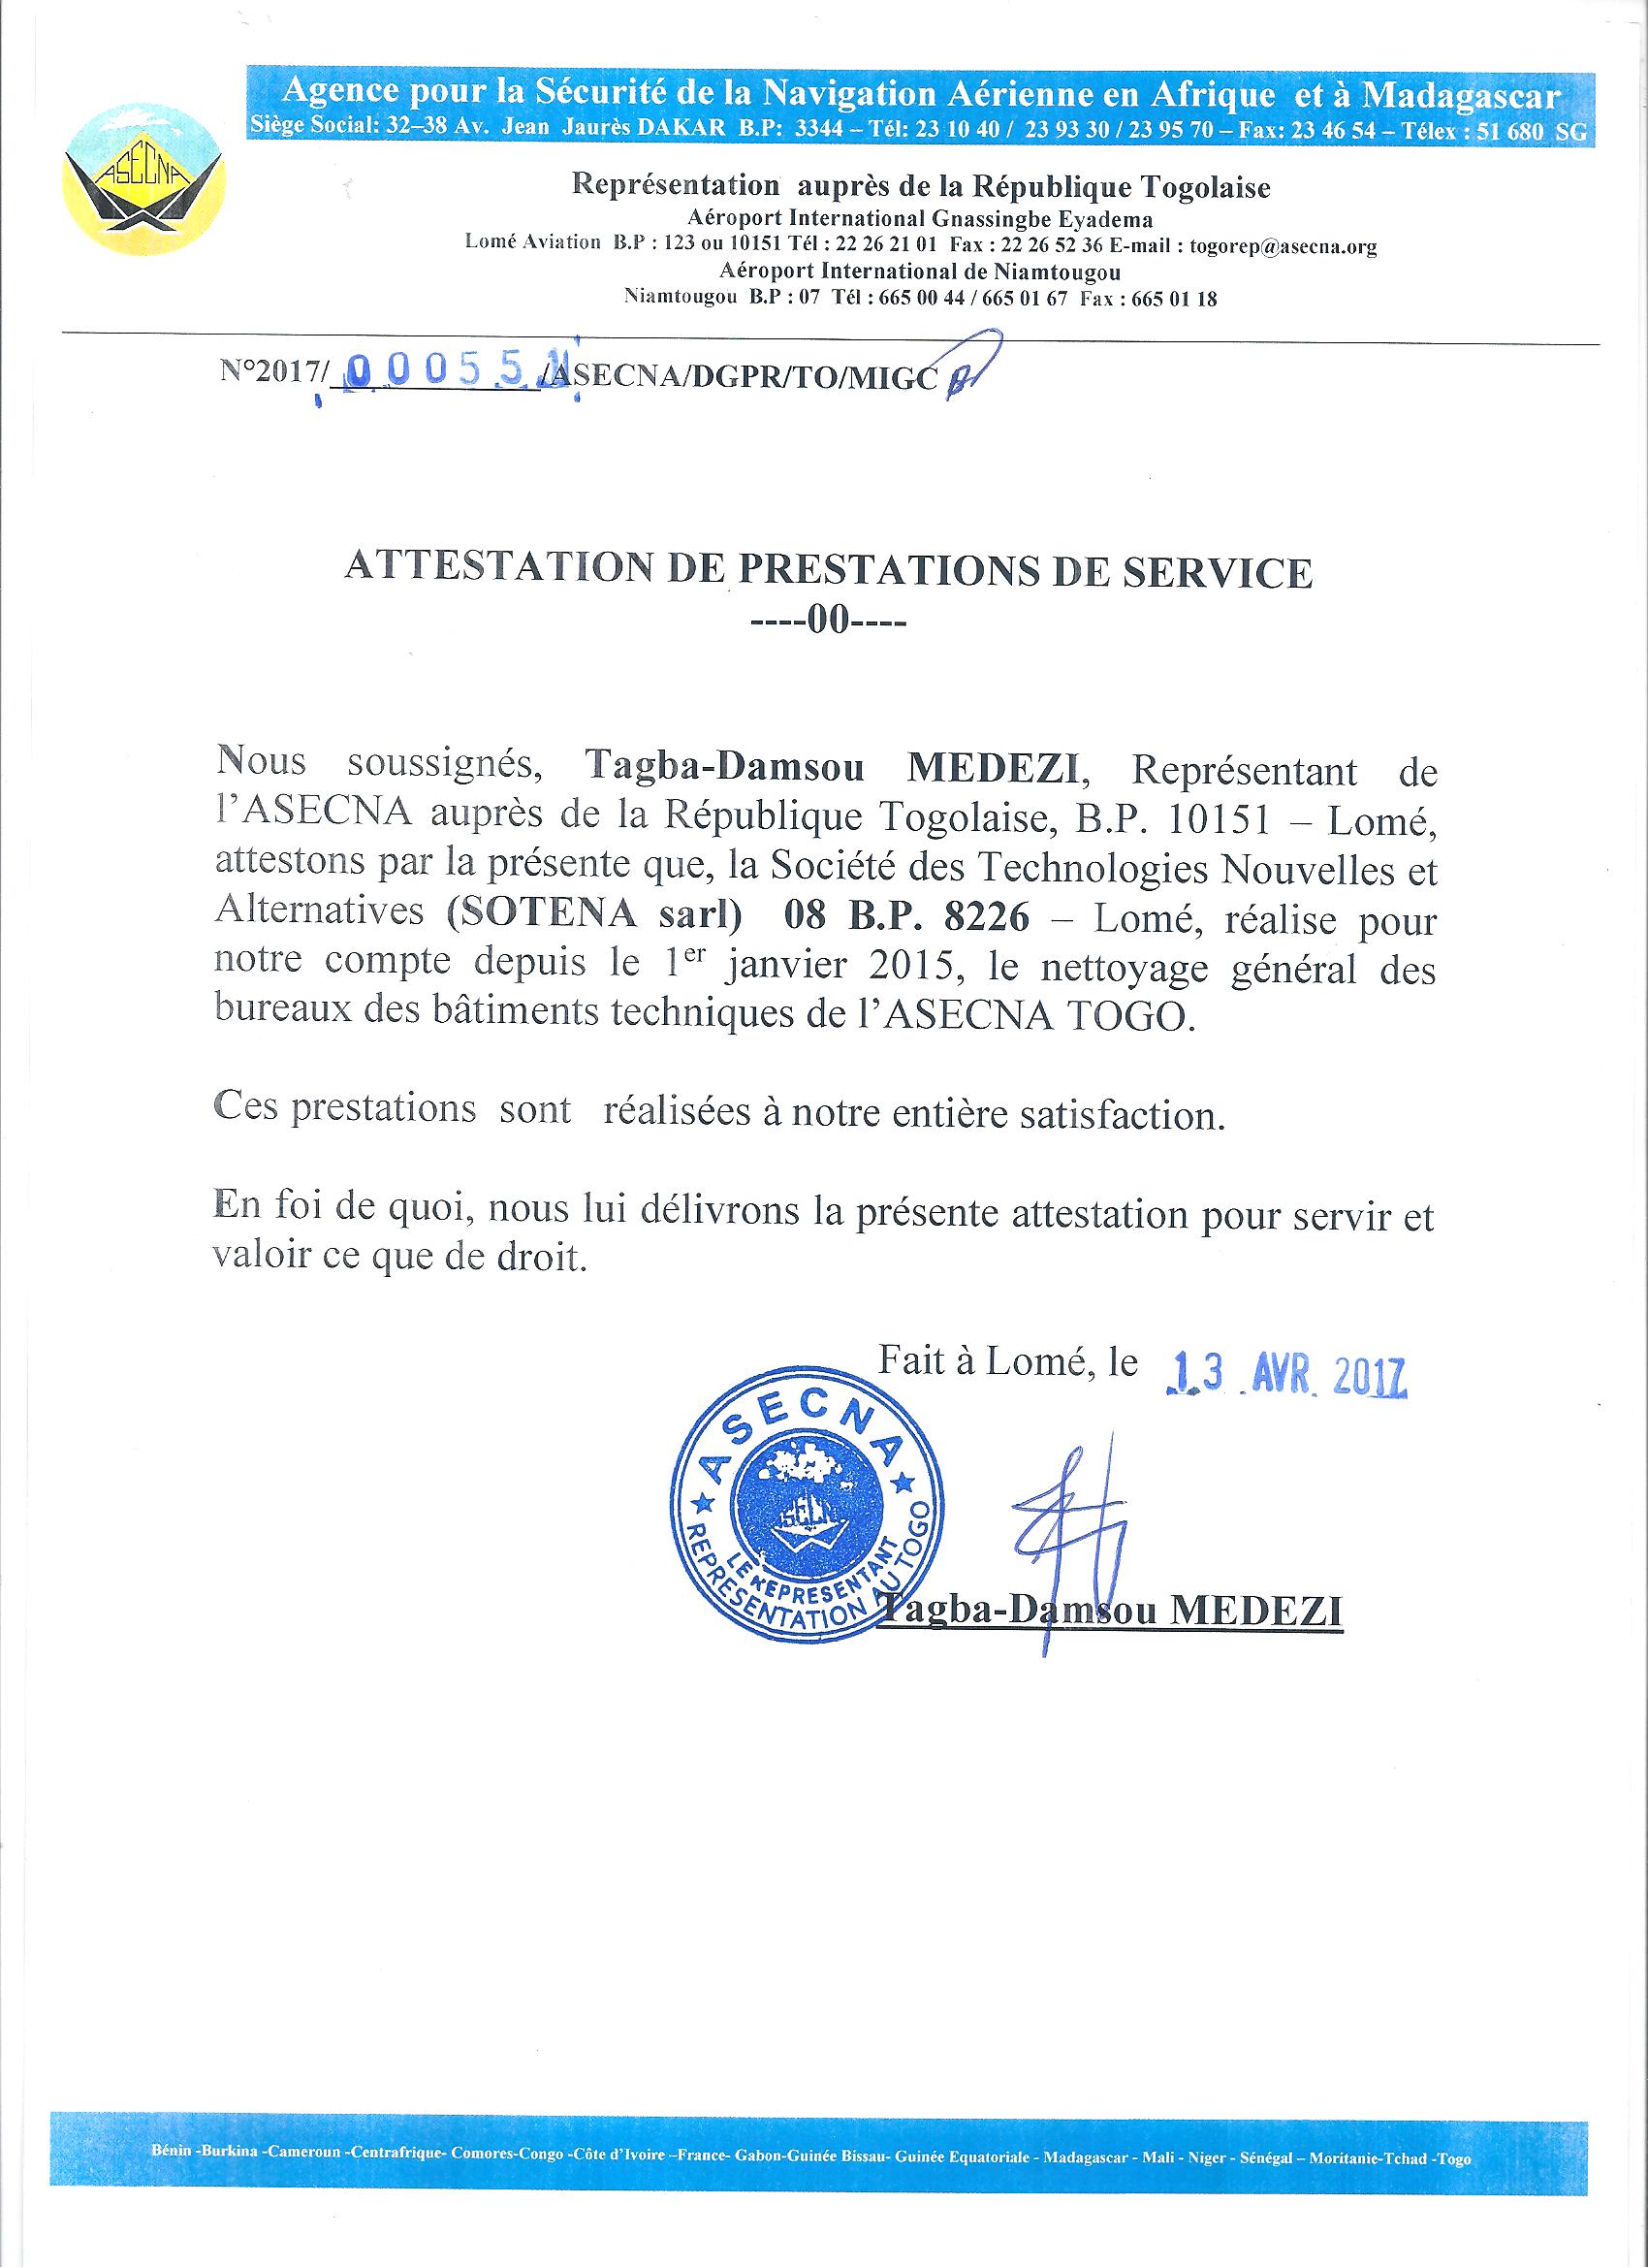 Agence pour la Sécurité de la Navigation Aérienne en Afrique et à Madagascar
Siège Social: 32–38 Av. Jean Jaurès DAKAR B.P: 3344 – Tél: 23 10 40 / 23 93 30 / 23 95 70 – Fax: 23 46 54 – Télex : 51 680 SG
ASECNA
Représentation auprès de la République Togolaise
Aéroport International Gnassingbe Eyadema
Lomé Aviation B.P : 123 ou 10151 Tél : 22 26 21 01 Fax : 22 26 52 36 E-mail : togorep@asecna.org
Aéroport International de Niamtougou
Niamtougou B.P : 07 Tél : 665 00 44 / 665 01 67 Fax : 665 01 18
N°2017/ 000551 /ASECNA/DGPR/TO/MIGC
ATTESTATION DE PRESTATIONS DE SERVICE
----00----
Nous soussignés, Tagba-Damsou MEDEZI, Représentant de
l’ASECNA auprès de la République Togolaise, B.P. 10151 – Lomé,
attestons par la présente que, la Société des Technologies Nouvelles et
Alternatives (SOTENA sarl) 08 B.P. 8226 – Lomé, réalise pour
notre compte depuis le 1er janvier 2015, le nettoyage général des
bureaux des bâtiments techniques de l’ASECNA TOGO.
Ces prestations sont réalisées à notre entière satisfaction.
En foi de quoi, nous lui délivrons la présente attestation pour servir et
valoir ce que de droit.
Fait à Lomé, le 13 AVR. 2017
ASECNA
LE REPRESENTANT
REPRESENTATION AU TOGO
Tagba-Damsou MEDEZI
Bénin -Burkina -Cameroun -Centrafrique- Comores-Congo -Côte d’Ivoire –France- Gabon-Guinée Bissau- Guinée Equatoriale - Madagascar - Mali - Niger - Sénégal – Moritanie-Tchad -Togo